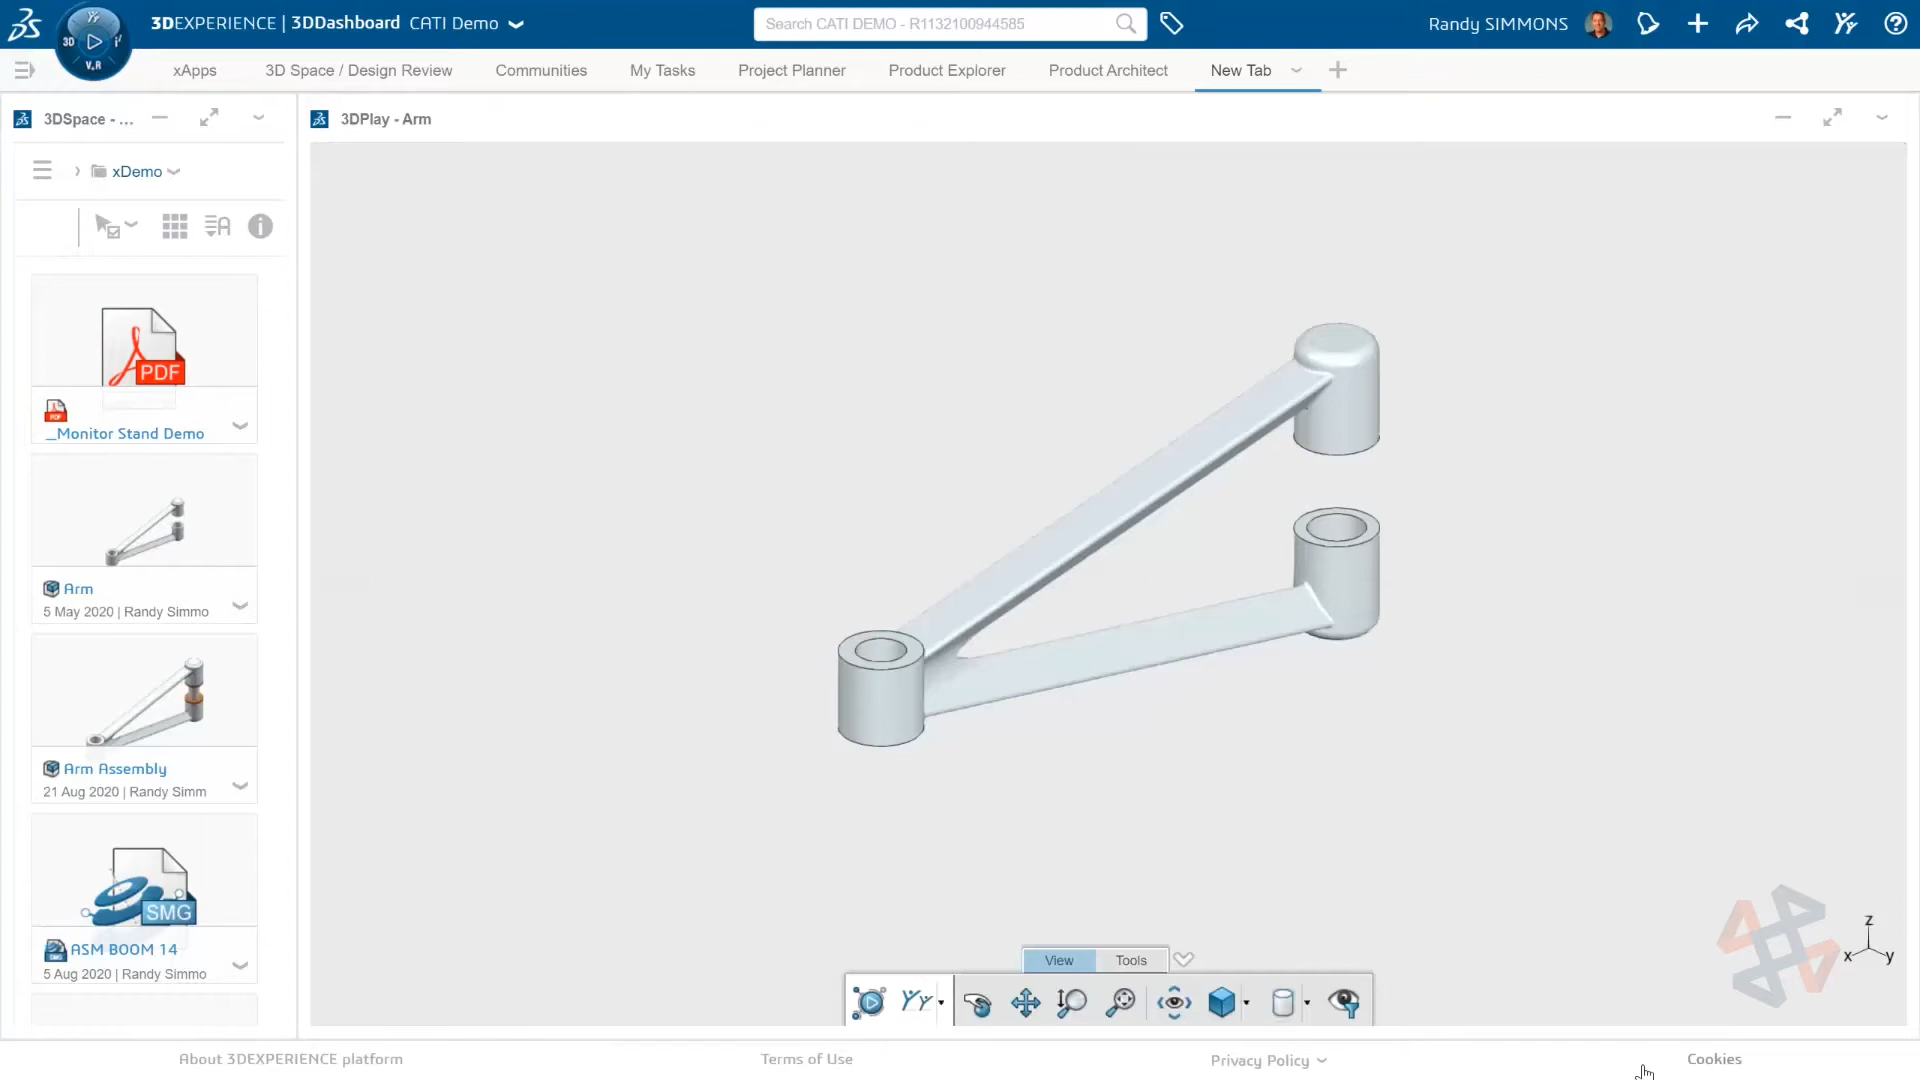 3DEXPERIENCE | 3DDashboard CATI Demo
Search CATI DEMO - R1132100944585
Randy SIMMONS
3D
V.R
xApps
3D Space / Design Review
Communities
My Tasks
Project Planner
Product Explorer
Product Architect
New Tab
3DSpace - ...
3DPlay - Arm
xDemo
PDF
_Monitor Stand Demo
Arm
5 May 2020 | Randy Simmo
Arm Assembly
21 Aug 2020 | Randy Simm
SMG
ASM BOOM 14
5 Aug 2020 | Randy Simmo
View
Tools
z
x
y
About 3DEXPERIENCE platform
Terms of Use
Privacy Policy
Cookies